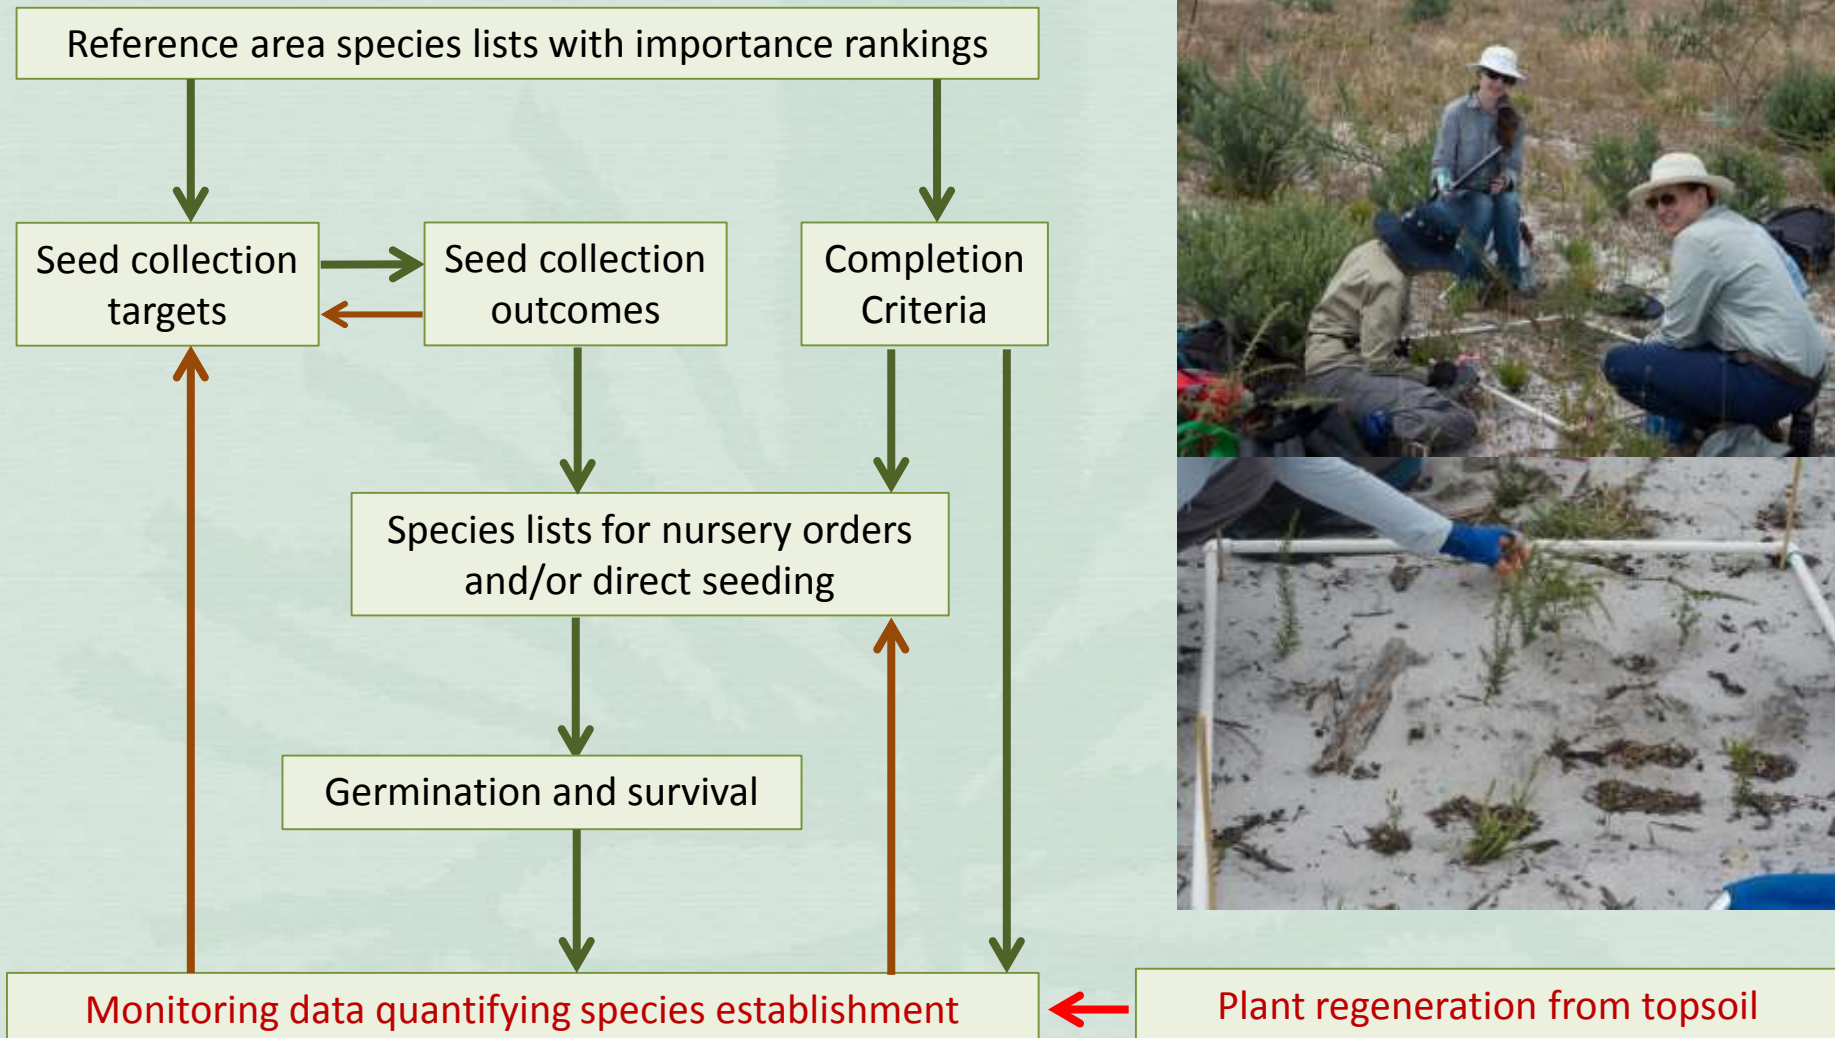 Reference area species lists with importance rankings
Seed collection
targets
Seed collection
outcomes
Completion
Criteria
Species lists for nursery orders
and/or direct seeding
Germination and survival
Monitoring data quantifying species establishment
Plant regeneration from topsoil